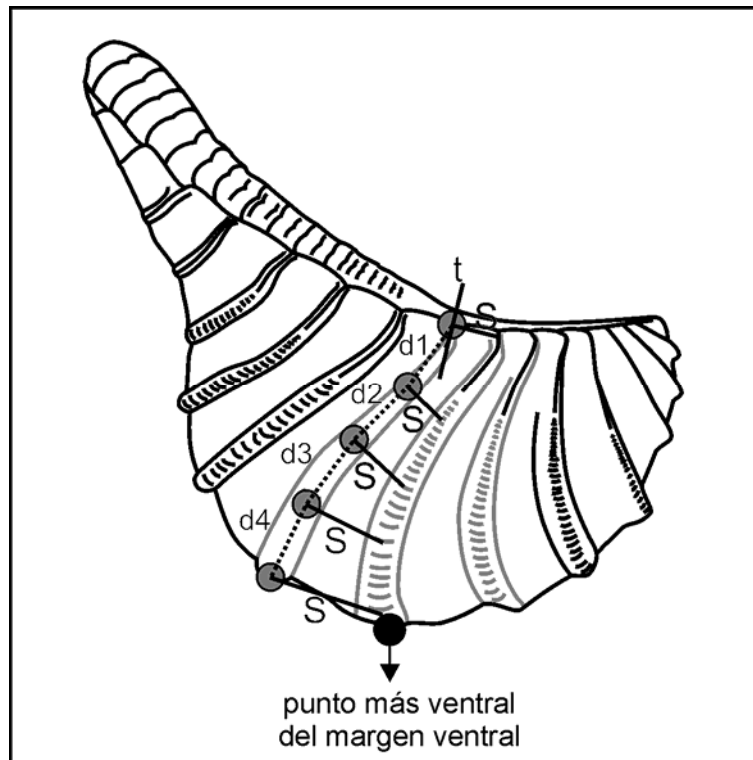 t
S
d1
d2
S
d3
S
d4
S
S
punto más ventral
del margen ventral